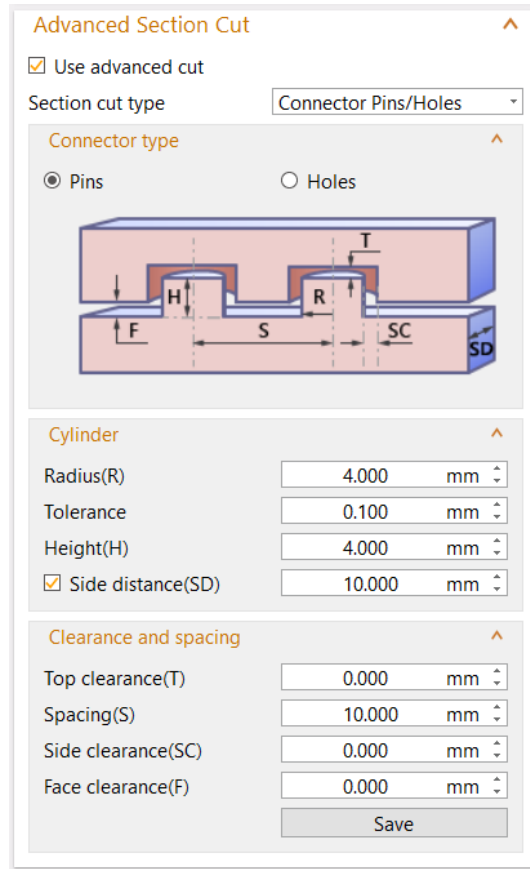 Advanced Section Cut
Use advanced cut
Section cut type Connector Pins/Holes
Connector type
Pins Holes
T
H R
F S SC
SD
Cylinder
Radius(R) 4.000 mm
Tolerance 0.100 mm
Height(H) 4.000 mm
Side distance(SD) 10.000 mm
Clearance and spacing
Top clearance(T) 0.000 mm
Spacing(S) 10.000 mm
Side clearance(SC) 0.000 mm
Face clearance(F) 0.000 mm
Save